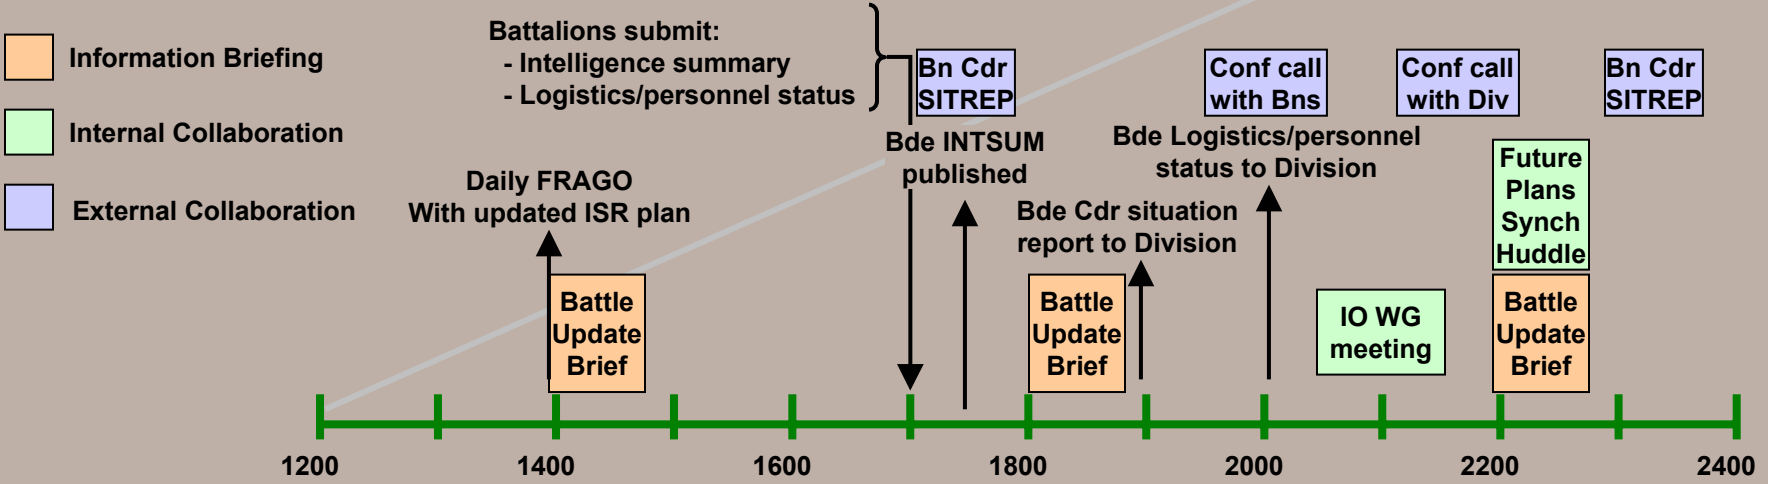 Information Briefing
Internal Collaboration
External Collaboration
Battalions submit:
- Intelligence summary
- Logistics/personnel status
Daily FRAGO
With updated ISR plan
Battle
Update
Brief
Bn Cdr
SITREP
Bde INTSUM
published
Bde Cdr situation
report to Division
Battle
Update
Brief
Bde Logistics/personnel
status to Division
Conf call
with Bns
Conf call
with Div
Bn Cdr
SITREP
IO WG
meeting
Future
Plans
Synch
Huddle
Battle
Update
Brief
1200
1400
1600
1800
2000
2200
2400